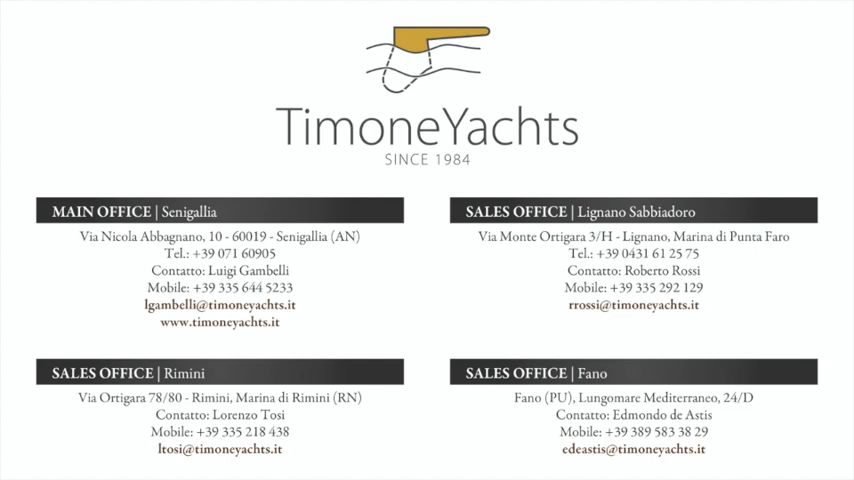 TimoneYachts
SINCE 1984
MAIN OFFICE | Senigallia
Via Nicola Abbagnano, 10 - 60019 - Senigallia (AN)
Tel.: +39 071 60905
Contatto: Luigi Gambelli
Mobile: +39 335 644 5233
lgambelli@timoneyachts.it
www.timoneyachts.it
SALES OFFICE | Lignano Sabbiadoro
Via Monte Ortigara 3/H - Lignano, Marina di Punta Faro
Tel.: +39 0431 61 25 75
Contatto: Roberto Rossi
Mobile: +39 335 292 129
rrossi@timoneyachts.it
SALES OFFICE | Rimini
Via Ortigara 78/80 - Rimini, Marina di Rimini (RN)
Contatto: Lorenzo Tosi
Mobile: +39 335 218 438
ltosi@timoneyachts.it
SALES OFFICE | Fano
Fano (PU), Lungomare Mediterraneo, 24/D
Contatto: Edmondo de Astis
Mobile: +39 389 583 38 29
edeastis@timoneyachts.it